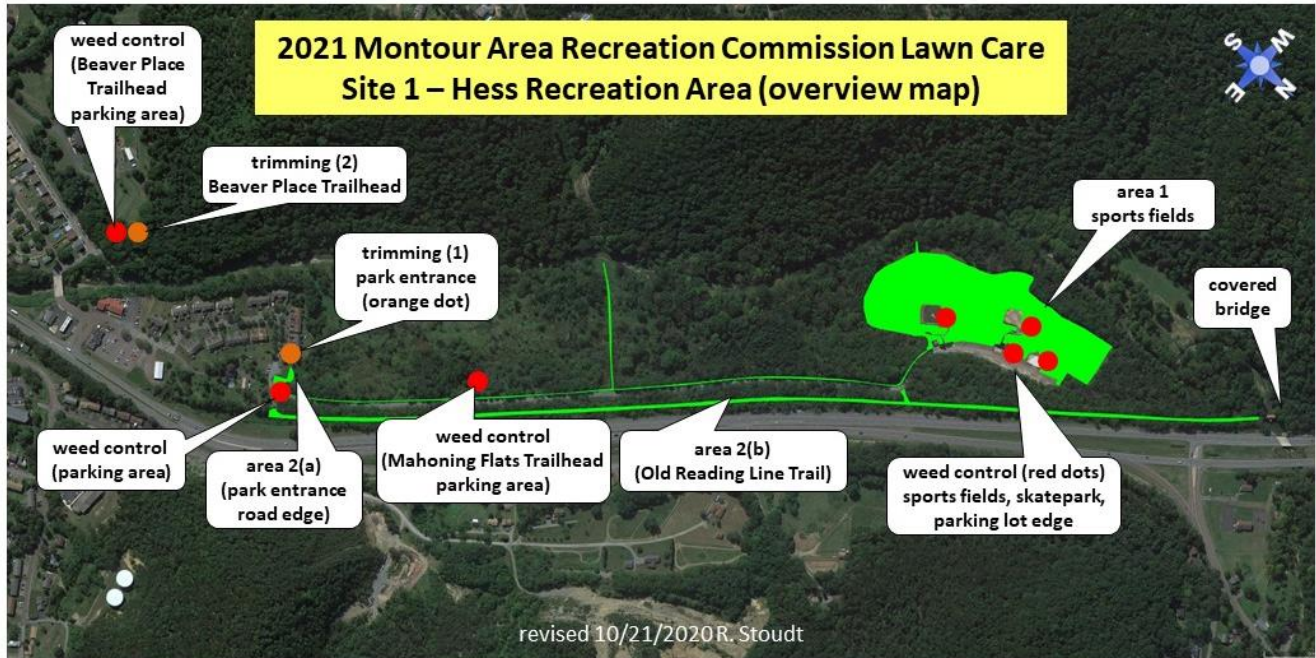 2021 Montour Area Recreation Commission Lawn Care
Site 1 – Hess Recreation Area (overview map)
S
W
E
N
weed control
(Beaver Place
Trailhead
parking area)
trimming (2)
Beaver Place Trailhead
area 1
sports fields
trimming (1)
park entrance
(orange dot)
covered
bridge
weed control
(parking area)
area 2(a)
(park entrance
road edge)
weed control
(Mahoning Flats Trailhead
parking area)
area 2(b)
(Old Reading Line Trail)
weed control (red dots)
sports fields, skatepark,
parking lot edge
revised 10/21/2020R. Stoudt